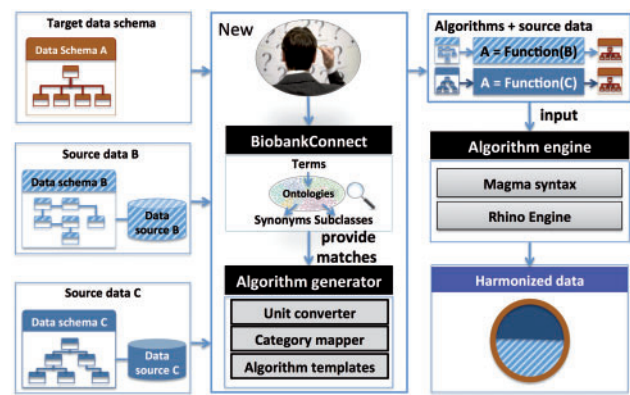 Target data schema
Data Schema A
Source data B
Data schema B
Data
source B
Source data C
Data schema C
Data
source C
New
BiobankConnect
Terms
Ontologies
Synonyms Subclasses
provide
matches
Algorithm generator
Unit converter
Category mapper
Algorithm templates
Algorithms + source data
A = Function(B)
A = Function(C)
input
Algorithm engine
Magma syntax
Rhino Engine
Harmonized data